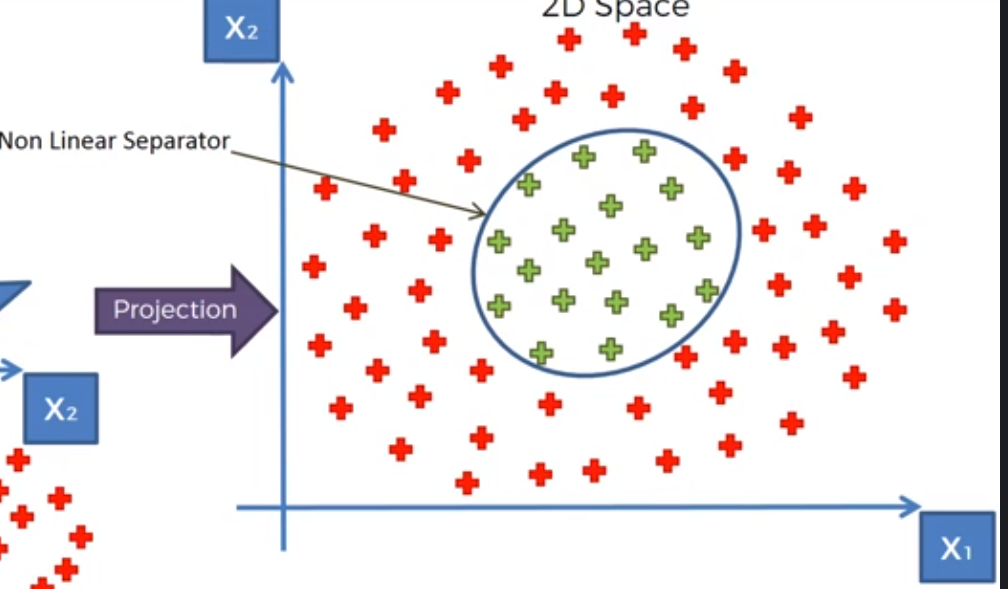 2D Space
X₂
Non Linear Separator
Projection
X₂
X₁